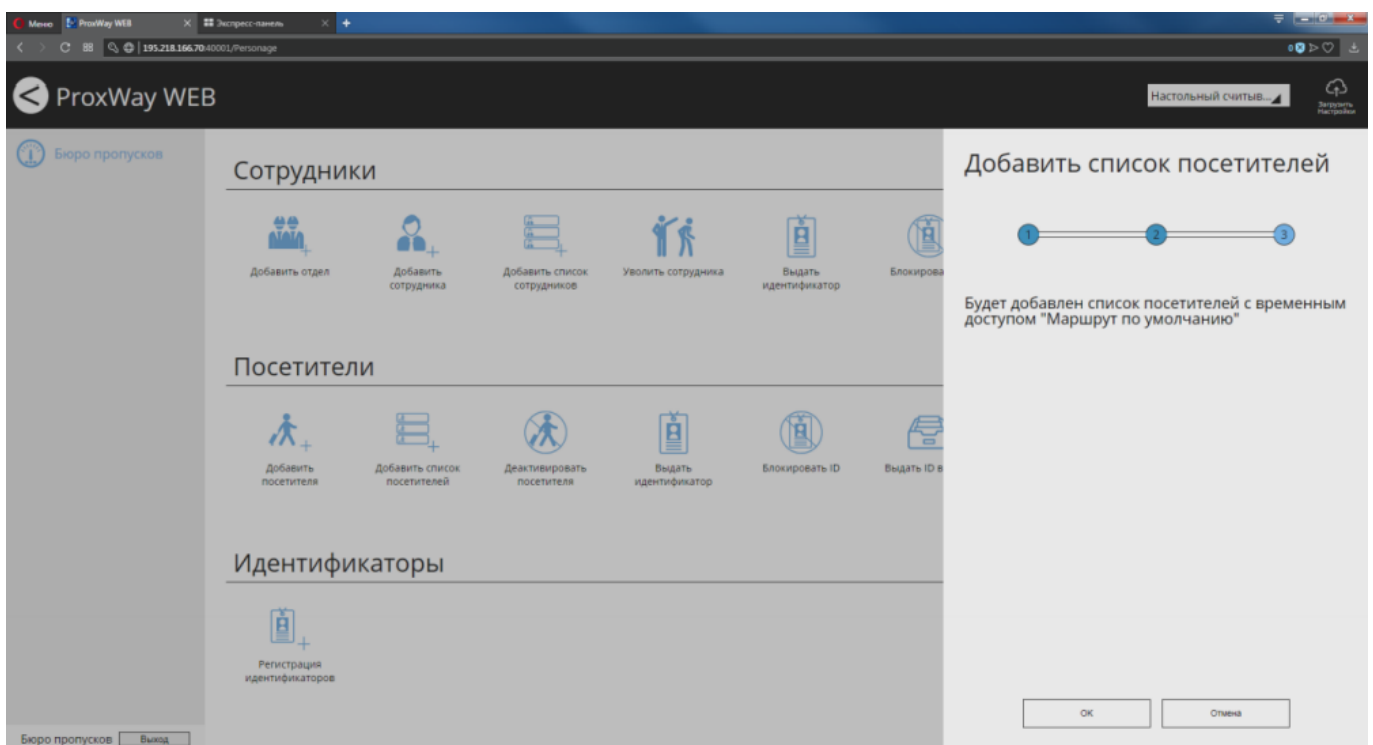 Меню
ProxWay WEB
Экспресс-панель
195.218.166.70:40001/Personage
ProxWay WEB
Настольный считыв...
Загрузить
Настройки
Бюро пропусков
Сотрудники
Добавить отдел
Добавить
сотрудника
Добавить список
сотрудников
Уволить сотрудника
Выдать
идентификатор
Блокирова
Посетители
Добавить
посетителя
Добавить список
посетителей
Деактивировать
посетителя
Выдать
идентификатор
Блокировать ID
Выдать ID в
Идентификаторы
Регистрация
идентификаторов
Добавить список посетителей
1 2 3
Будет добавлен список посетителей с временным
доступом "Маршрут по умолчанию"
ОК
Отмена
Бюро пропусков
Выход